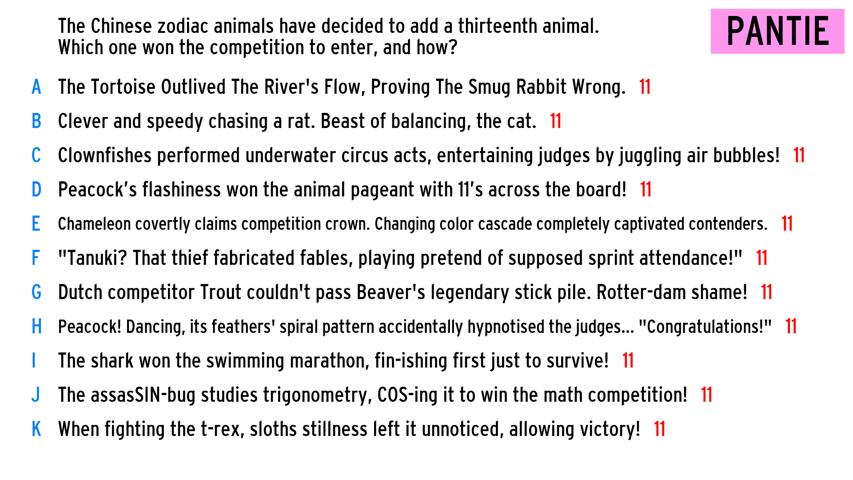 The Chinese zodiac animals have decided to add a thirteenth animal.
Which one won the competition to enter, and how?
PANTIE
A The Tortoise Outlived The River's Flow, Proving The Smug Rabbit Wrong. 11
B Clever and speedy chasing a rat. Beast of balancing, the cat. 11
C Clownfishes performed underwater circus acts, entertaining judges by juggling air bubbles! 11
D Peacock’s flashiness won the animal pageant with 11’s across the board! 11
E Chameleon covertly claims competition crown. Changing color cascade completely captivated contenders. 11
F "Tanuki? That thief fabricated fables, playing pretend of supposed sprint attendance!" 11
G Dutch competitor Trout couldn't pass Beaver's legendary stick pile. Rotter-dam shame! 11
H Peacock! Dancing, its feathers' spiral pattern accidentally hypnotised the judges... "Congratulations!" 11
I The shark won the swimming marathon, fin-ishing first just to survive! 11
J The assasSIN-bug studies trigonometry, COS-ing it to win the math competition! 11
K When fighting the t-rex, sloths stillness left it unnoticed, allowing victory! 11